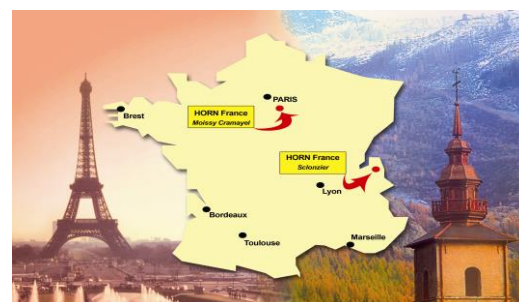 PARIS
HORN France
Moissy Cramayel
Brest
HORN France
Scionzier
Lyon
Bordeaux
Toulouse
Marseille